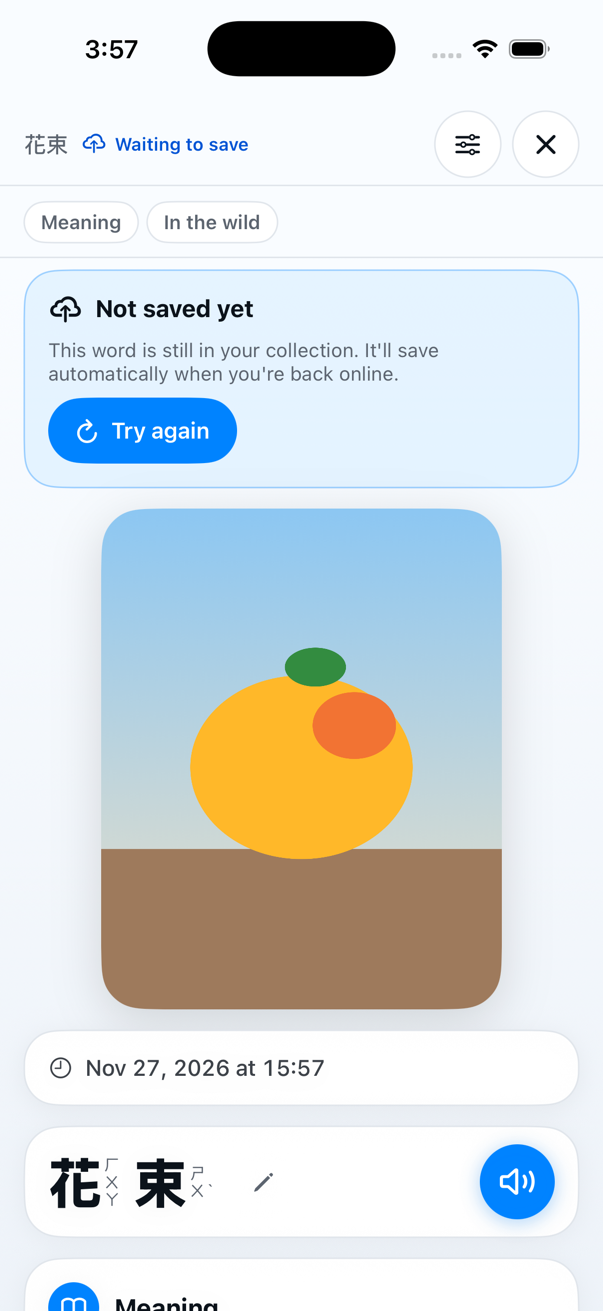 3:57
花束 Waiting to save
Meaning In the wild
Not saved yet
This word is still in your collection. It'll save
automatically when you're back online.
Try again
Nov 27, 2026 at 15:57
花ㄏㄨㄚ 束ㄕㄨˋ
Meaning